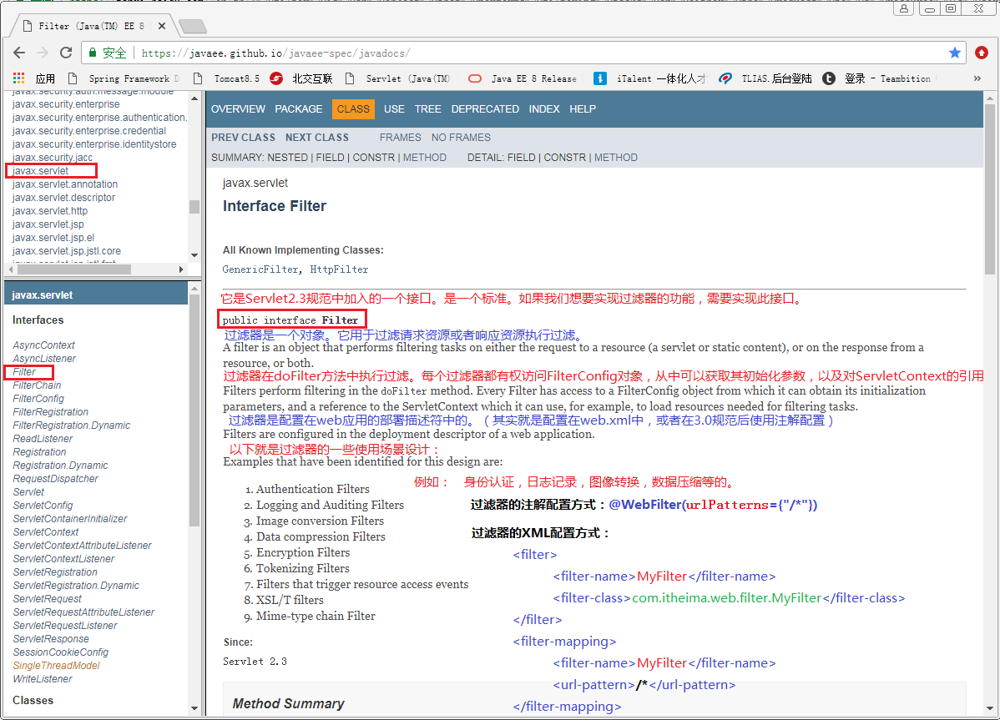 Filter (Java(TM) EE 8
安全
https://javaee.github.io/javaee-spec/javadocs/
应用
Spring Framework D
Tomcat8.5
北交互联
Servlet (Java(TM)
Java EE 8 Release
iTalent 一体化人才
TLIAS.后台登陆
登录 - Teambition
»
javax.security.auth.message.module
javax.security.enterprise
javax.security.enterprise.authentication.
javax.security.enterprise.credential
javax.security.enterprise.identitystore
javax.security.jacc
javax.servlet
javax.servlet.annotation
javax.servlet.descriptor
javax.servlet.http
javax.servlet.jsp
javax.servlet.jsp.el
javax.servlet.jsp.jstl.core
javax.servlet.jsp.jstl.fmt
javax.servlet
Interfaces
AsyncContext
AsyncListener
Filter
FilterChain
FilterConfig
FilterRegistration
FilterRegistration.Dynamic
ReadListener
Registration
Registration.Dynamic
RequestDispatcher
Servlet
ServletConfig
ServletContainerInitializer
ServletContext
ServletContextAttributeListener
ServletContextListener
ServletRegistration
ServletRegistration.Dynamic
ServletRequest
ServletRequestAttributeListener
ServletRequestListener
ServletResponse
SessionCookieConfig
SingleThreadModel
WriteListener
Classes
OVERVIEW PACKAGE CLASS USE TREE DEPRECATED INDEX HELP
PREV CLASS NEXT CLASS FRAMES NO FRAMES
SUMMARY: NESTED | FIELD | CONSTR | METHOD DETAIL: FIELD | CONSTR | METHOD
javax.servlet
Interface Filter
All Known Implementing Classes:
GenericFilter, HttpFilter
它是Servlet2.3规范中加入的一个接口。是一个标准。如果我们想要实现过滤器的功能，需要实现此接口。
public interface Filter
过滤器是一个对象。它用于过滤请求资源或者响应资源执行过滤。
A filter is an object that performs filtering tasks on either the request to a resource (a servlet or static content), or on the response from a
resource, or both.
过滤器在doFilter方法中执行过滤。每个过滤器都有权访问FilterConfig对象，从中可以获取其初始化参数，以及对ServletContext的引用
Filters perform filtering in the doFilter method. Every Filter has access to a FilterConfig object from which it can obtain its initialization
parameters, and a reference to the ServletContext which it can use, for example, to load resources needed for filtering tasks.
过滤器是配置在web应用的部署描述符中的。（其实就是配置在web.xml中，或者在3.0规范后使用注解配置）
Filters are configured in the deployment descriptor of a web application.
以下就是过滤器的一些使用场景设计：
Examples that have been identified for this design are:
例如： 身份认证，日志记录，图像转换，数据压缩等的。
1. Authentication Filters
2. Logging and Auditing Filters
3. Image conversion Filters
4. Data compression Filters
5. Encryption Filters
6. Tokenizing Filters
7. Filters that trigger resource access events
8. XSL/T filters
9. Mime-type chain Filter
过滤器的注解配置方式：@WebFilter(urlPatterns={"/*"})
过滤器的XML配置方式：
<filter>
<filter-name>MyFilter</filter-name>
<filter-class>com.itheima.web.filter.MyFilter</filter-class>
</filter>
<filter-mapping>
<filter-name>MyFilter</filter-name>
<url-pattern>/*</url-pattern>
</filter-mapping>
Since:
Servlet 2.3
Method Summary